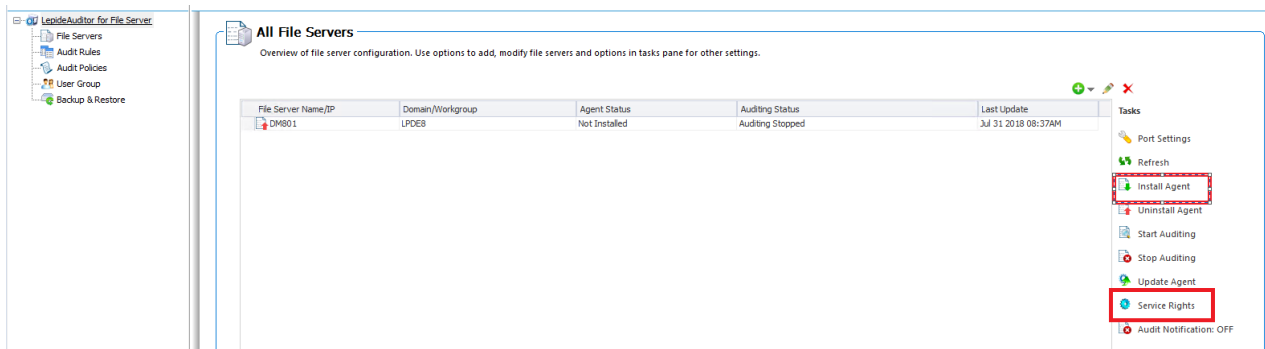 LepideAuditor for File Server
File Servers
Audit Rules
Audit Policies
User Group
Backup & Restore
All File Servers
Overview of file server configuration. Use options to add, modify file servers and options in tasks pane for other settings.
File Server Name/IP Domain/Workgroup Agent Status Auditing Status Last Update
DM801 LPDE8 Not Installed Auditing Stopped Jul 31 2018 08:37AM
Tasks
Port Settings
Refresh
Install Agent
Uninstall Agent
Start Auditing
Stop Auditing
Update Agent
Service Rights
Audit Notification: OFF